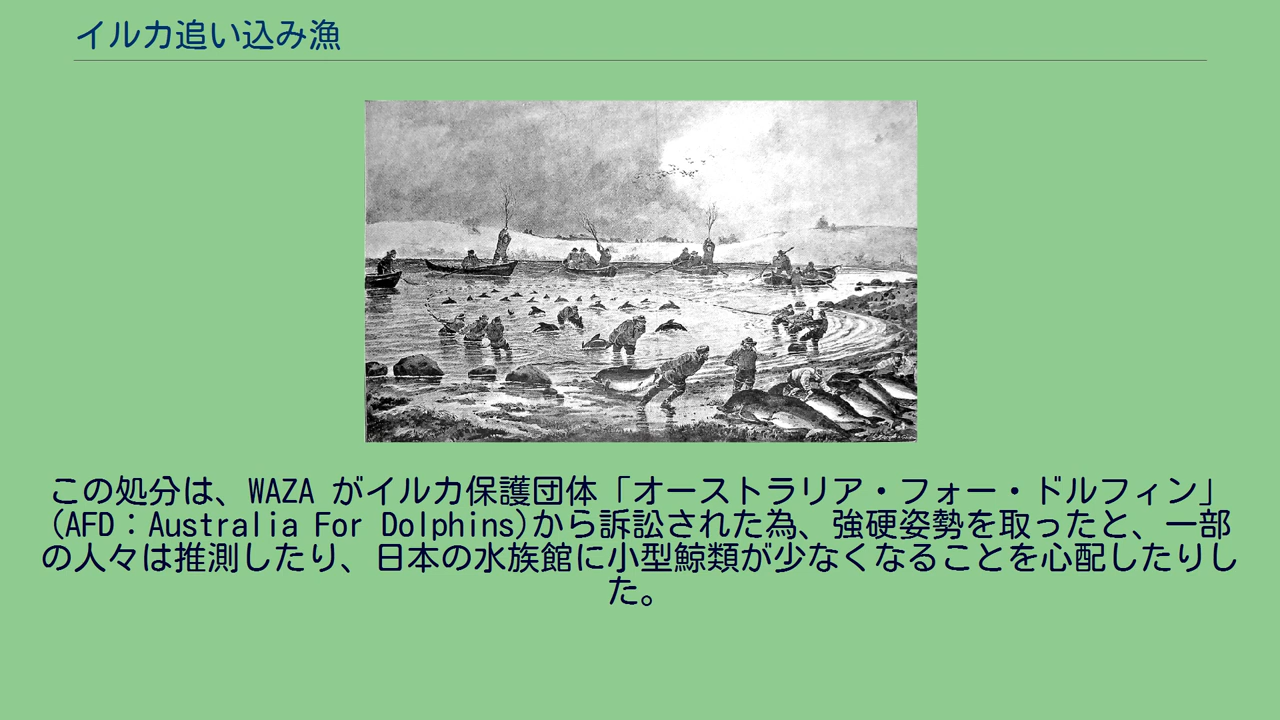 イルカ追い込み漁
この処分は、WAZA がイルカ保護団体「オーストラリア・フォー・ドルフィン」
(AFD：Australia For Dolphins)から訴訟された為、強硬姿勢を取ったと、一部
の人々は推測したり、日本の水族館に小型鯨類が少なくなることを心配したりし
た。